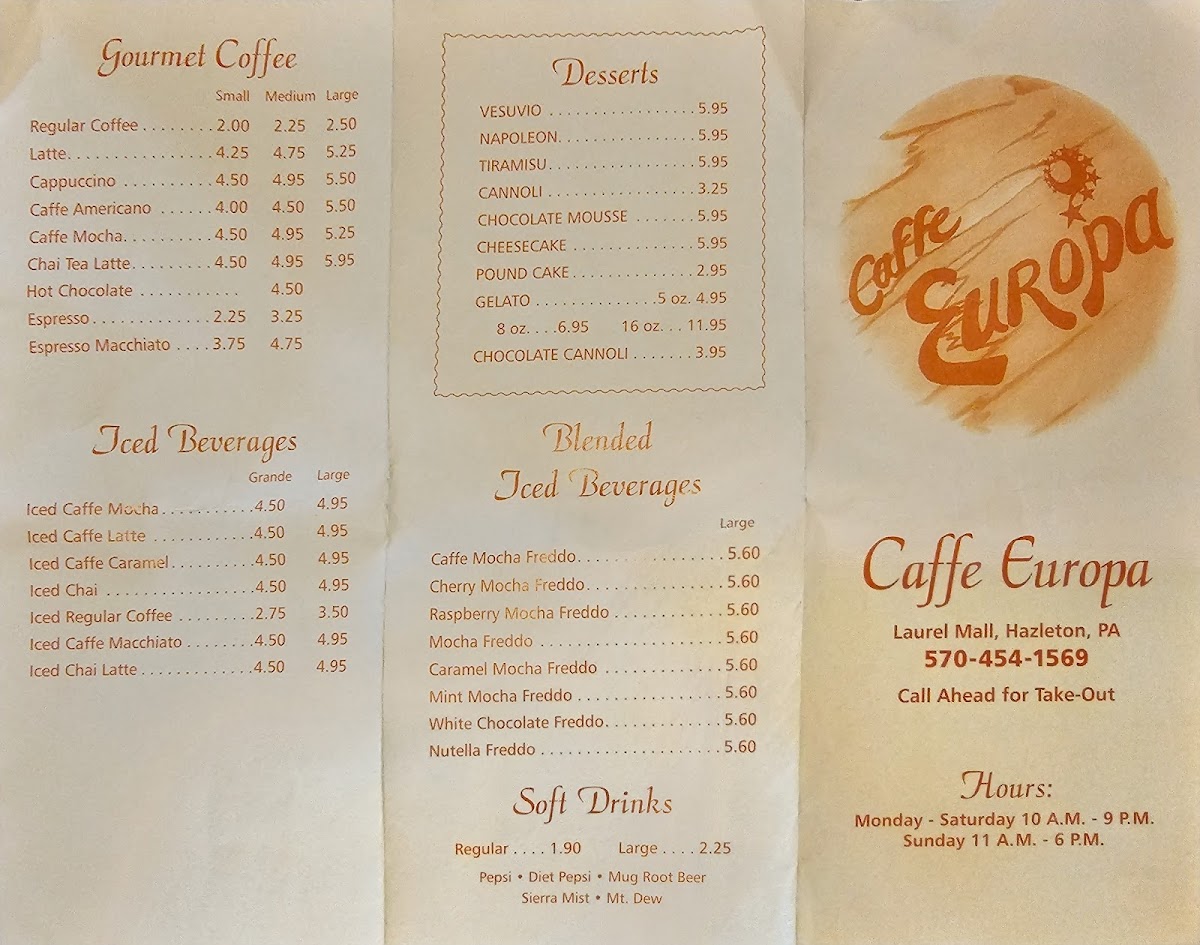 Gourmet Coffee
Small Medium Large
Regular Coffee . . . . . . . . 2.00 2.25 2.50
Latte. . . . . . . . . . . . . . . . 4.25 4.75 5.25
Cappuccino . . . . . . . . . . 4.50 4.95 5.50
Caffe Americano . . . . . . 4.00 4.50 5.50
Caffe Mocha. . . . . . . . . . 4.50 4.95 5.25
Chai Tea Latte. . . . . . . . . 4.50 4.95 5.95
Hot Chocolate . . . . . . . . . . . 4.50
Espresso. . . . . . . . . . . . . 2.25 3.25
Espresso Macchiato . . . . 3.75 4.75
Iced Beverages
Grande Large
Iced Caffe Mocha. . . . . . . . . . .4.50 4.95
Iced Caffe Latte . . . . . . . . . . . .4.50 4.95
Iced Caffe Caramel. . . . . . . . . .4.50 4.95
Iced Chai . . . . . . . . . . . . . . . . .4.50 4.95
Iced Regular Coffee . . . . . . . . .2.75 3.50
Iced Caffe Macchiato . . . . . . . .4.50 4.95
Iced Chai Latte . . . . . . . . . . . . .4.50 4.95
Desserts
VESUVIO . . . . . . . . . . . . . . . . . 5.95
NAPOLEON. . . . . . . . . . . . . . . . 5.95
TIRAMISU. . . . . . . . . . . . . . . . . 5.95
CANNOLI . . . . . . . . . . . . . . . . . 3.25
CHOCOLATE MOUSSE . . . . . . . 5.95
CHEESECAKE . . . . . . . . . . . . . . 5.95
POUND CAKE. . . . . . . . . . . . . . 2.95
GELATO . . . . . . . . . . . . . .5 oz. 4.95
8 oz. . . .6.95 16 oz. . . 11.95
CHOCOLATE CANNOLI . . . . . . . 3.95
Blended
Iced Beverages
Large
Caffe Mocha Freddo. . . . . . . . . . . . . . . . 5.60
Cherry Mocha Freddo. . . . . . . . . . . . . . . 5.60
Raspberry Mocha Freddo . . . . . . . . . . . . 5.60
Mocha Freddo . . . . . . . . . . . . . . . . . . . . 5.60
Caramel Mocha Freddo . . . . . . . . . . . . . 5.60
Mint Mocha Freddo . . . . . . . . . . . . . . . . 5.60
White Chocolate Freddo. . . . . . . . . . . . . 5.60
Nutella Freddo . . . . . . . . . . . . . . . . . . . . 5.60
Soft Drinks
Regular . . . . 1.90 Large . . . . 2.25
Pepsi • Diet Pepsi • Mug Root Beer
Sierra Mist • Mt. Dew
Caffe
Europa
Caffe Europa
Laurel Mall, Hazleton, PA
570-454-1569
Call Ahead for Take-Out
Hours:
Monday - Saturday 10 A.M. - 9 P.M.
Sunday 11 A.M. - 6 P.M.